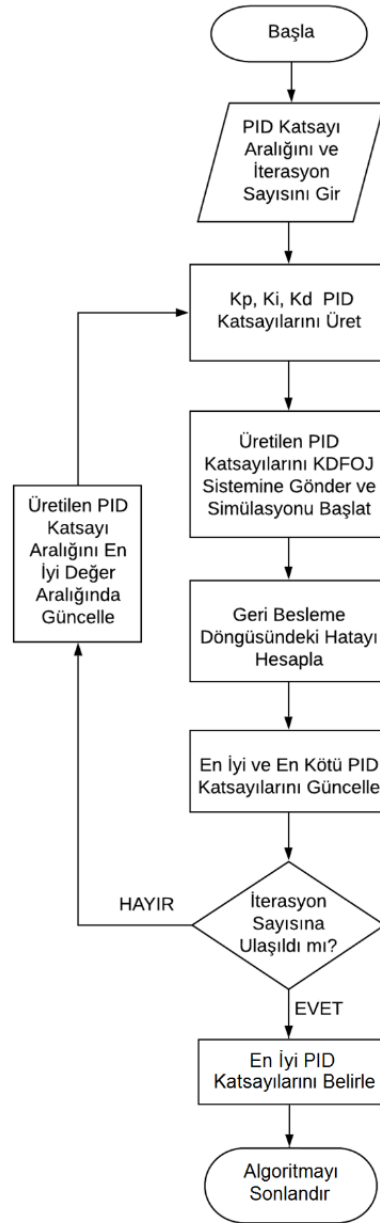 Başla
PID Katsayı
Aralığını ve
İterasyon
Sayısını Gir
Kp, Ki, Kd PID
Katsayılarını Üret
Üretilen PID
Katsayılarını KDFOJ
Sistemine Gönder ve
Simülasyonu Başlat
Üretilen PID
Katsayı
Aralığını En
İyi Değer
Aralığında
Güncelle
Geri Besleme
Döngüsündeki Hatayı
Hesapla
En İyi ve En Kötü PID
Katsayılarını Güncelle
HAYIR
İterasyon
Sayısına
Ulaşıldı mı?
EVET
En İyi PID
Katsayılarını Belirle
Algoritmayı
Sonlandır